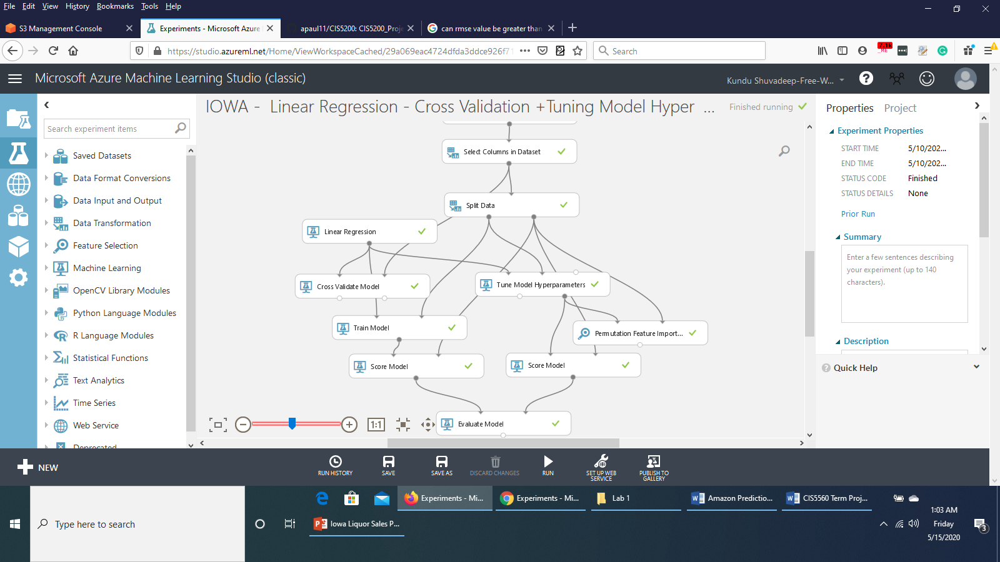 File Edit View History Bookmarks Tools Help
S3 Management Console
Experiments - Microsoft Azure
apaul11/CIS5200: CIS5200_Proje
can rmse value be greater than
https://studio.azureml.net/Home/ViewWorkspaceCached/29a069eac4724dfda3ddce926f71
Search
7.1k
ME
Microsoft Azure Machine Learning Studio (classic)
Kundu Shuvadeep-Free-W...
Search experiment items
Saved Datasets
Data Format Conversions
Data Input and Output
Data Transformation
Feature Selection
Machine Learning
OpenCV Library Modules
Python Language Modules
R Language Modules
Statistical Functions
Text Analytics
Time Series
Web Service
Deprecated
IOWA - Linear Regression - Cross Validation +Tuning Model Hyper ...
Finished running
Select Columns in Dataset
Split Data
Linear Regression
Cross Validate Model
Tune Model Hyperparameters
Train Model
Permutation Feature Import...
Score Model
Score Model
Evaluate Model
1:1
Properties Project
Experiment Properties
START TIME 5/10/202...
END TIME 5/10/202...
STATUS CODE Finished
STATUS DETAILS None
Prior Run
Summary
Enter a few sentences describing
your experiment (up to 140
characters).
Description
Quick Help
NEW
RUN HISTORY
SAVE
SAVE AS
DISCARD CHANGES
RUN
SET UP WEB
SERVICE
PUBLISH TO
GALLERY
Type here to search
Experiments - Mi...
Experiments - Mi...
Lab 1
Amazon Predictio...
CIS5560 Term Proj...
Iowa Liquor Sales P...
1:03 AM
Friday
5/15/2020
3